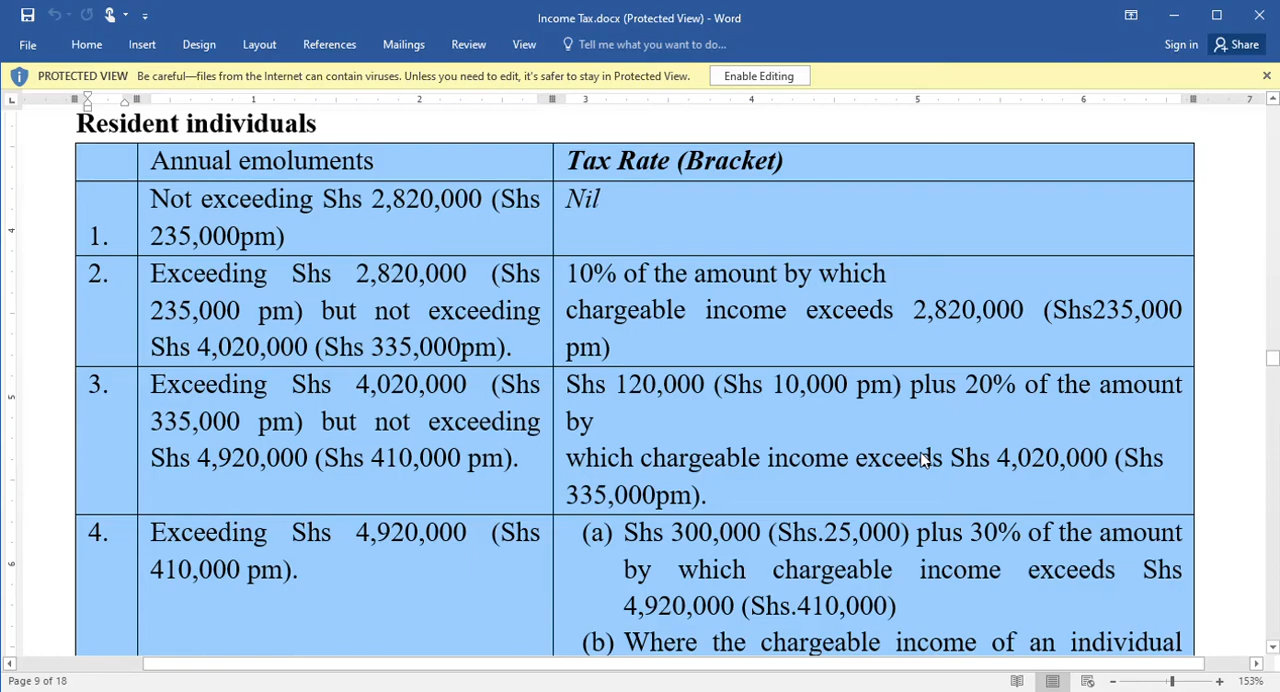 Income Tax.docx (Protected View) - Word
File Home Insert Design Layout References Mailings Review View Tell me what you want to do... Sign in Share
PROTECTED VIEW Be careful—files from the Internet can contain viruses. Unless you need to edit, it's safer to stay in Protected View. Enable Editing
1 2 3 4 5 6 7
Resident individuals
Annual emoluments Tax Rate (Bracket)
Not exceeding Shs 2,820,000 (Shs Nil
1. 235,000pm)
2. Exceeding Shs 2,820,000 (Shs 10% of the amount by which
235,000 pm) but not exceeding chargeable income exceeds 2,820,000 (Shs235,000
Shs 4,020,000 (Shs 335,000pm). pm)
3. Exceeding Shs 4,020,000 (Shs Shs 120,000 (Shs 10,000 pm) plus 20% of the amount
335,000 pm) but not exceeding by
Shs 4,920,000 (Shs 410,000 pm). which chargeable income exceeds Shs 4,020,000 (Shs
335,000pm).
4. Exceeding Shs 4,920,000 (Shs (a) Shs 300,000 (Shs.25,000) plus 30% of the amount
410,000 pm). by which chargeable income exceeds Shs
4,920,000 (Shs.410,000)
(b) Where the chargeable income of an individual
4
5
6
Page 9 of 18 153%